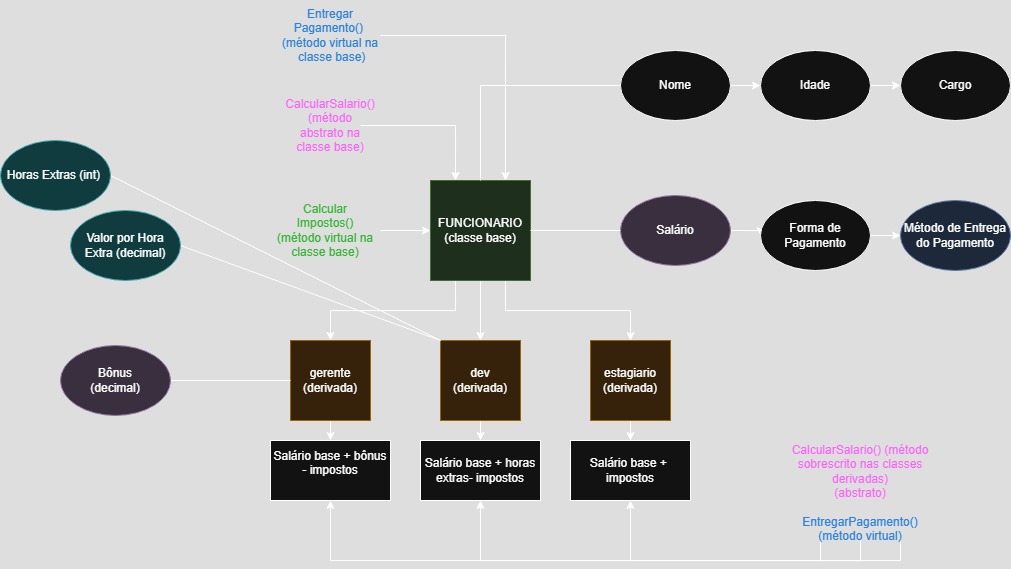 Entregar
Pagamento()
(método virtual na
classe base)
Nome
Idade
Cargo
CalcularSalario()
(método
abstrato na
classe base)
Horas Extras (int)
Valor por Hora
Extra (decimal)
Calcular
Impostos()
(método virtual na
classe base)
FUNCIONARIO
(classe base)
Salário
Forma de
Pagamento
Método de Entrega
do Pagamento
Bônus
(decimal)
gerente
(derivada)
dev
(derivada)
estagiario
(derivada)
Salário base + bônus
- impostos
Salário base + horas
extras- impostos
Salário base +
impostos
CalcularSalario() (método
sobrescrito nas classes
derivadas)
(abstrato)
EntregarPagamento()
(método virtual)